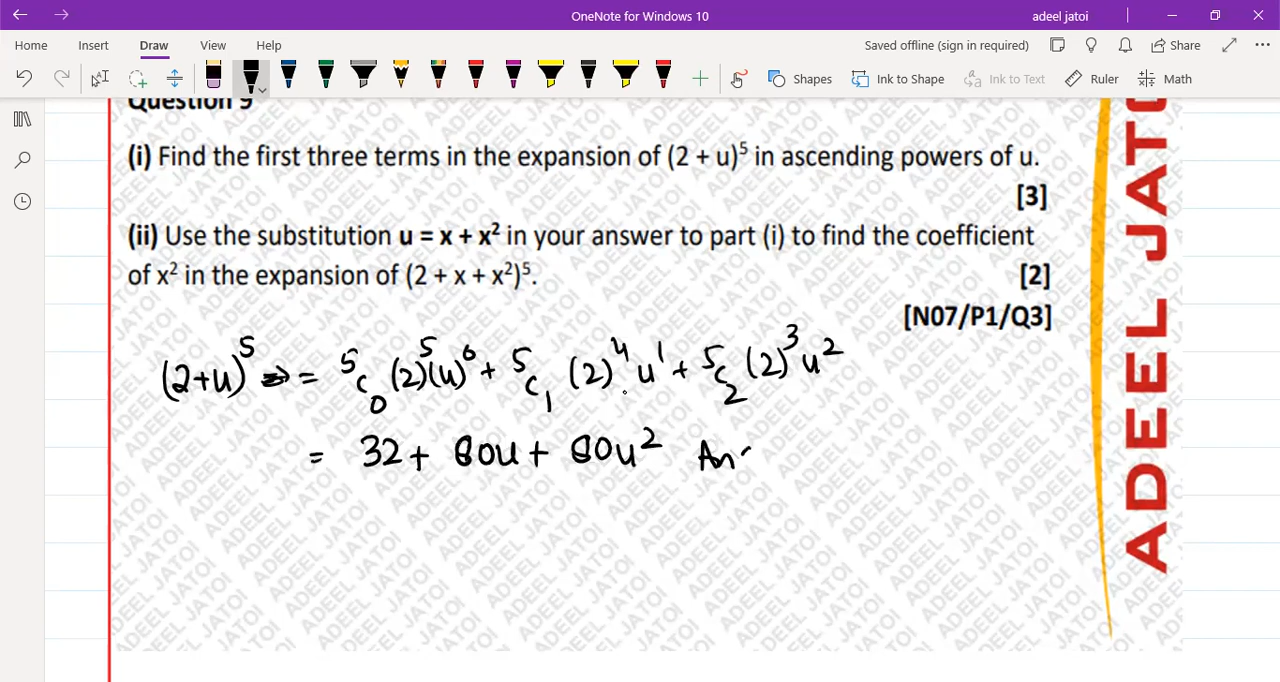 OneNote for Windows 10
adeel jatoi
Home Insert Draw View Help
Saved offline (sign in required)
Share
Shapes
Ink to Shape
Ink to Text
Ruler
Math
Question 9
(i) Find the first three terms in the expansion of (2 + u)⁵ in ascending powers of u.
[3]
(ii) Use the substitution u = x + x² in your answer to part (i) to find the coefficient
of x² in the expansion of (2 + x + x²)⁵.
[2]
[N07/P1/Q3]
(2+u)⁵ => = ⁵C₀ (2)⁵(u)⁰ + ⁵C₁ (2)⁴ u¹ + ⁵C₂ (2)³ u²
= 32 + 80u + 80u² Ans
ADEEL JATOI